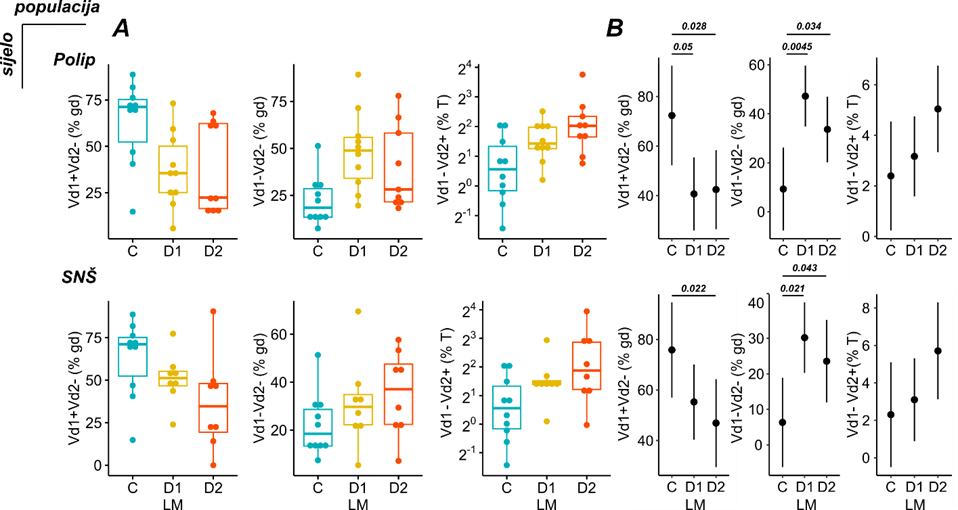 populacija
sijelo
A
B
Polip
Vd1+Vd2- (% gd)
75
50
25
C D1 D2
Vd1-Vd2- (% gd)
75
50
25
C D1 D2
Vd1-Vd2+ (% T)
2^4
2^3
2^2
2^1
2^0
2^-1
C D1 D2
0.028
0.05
Vd1+Vd2- (% gd)
80
60
40
C D1 D2
0.034
0.0045
Vd1-Vd2- (% gd)
60
40
20
0
C D1 D2
Vd1-Vd2+ (% T)
6
4
2
0
C D1 D2
SNŠ
Vd1+Vd2- (% gd)
75
50
25
0
C D1 D2
LM
Vd1-Vd2- (% gd)
60
40
20
C D1 D2
LM
Vd1-Vd2+ (% T)
2^4
2^3
2^2
2^1
2^0
2^-1
C D1 D2
LM
0.022
Vd1+Vd2- (% gd)
80
60
40
C D1 D2
LM
0.043
0.021
Vd1-Vd2- (% gd)
40
30
20
10
0
C D1 D2
LM
Vd1- Vd2+(% T)
8
6
4
2
0
C D1 D2
LM